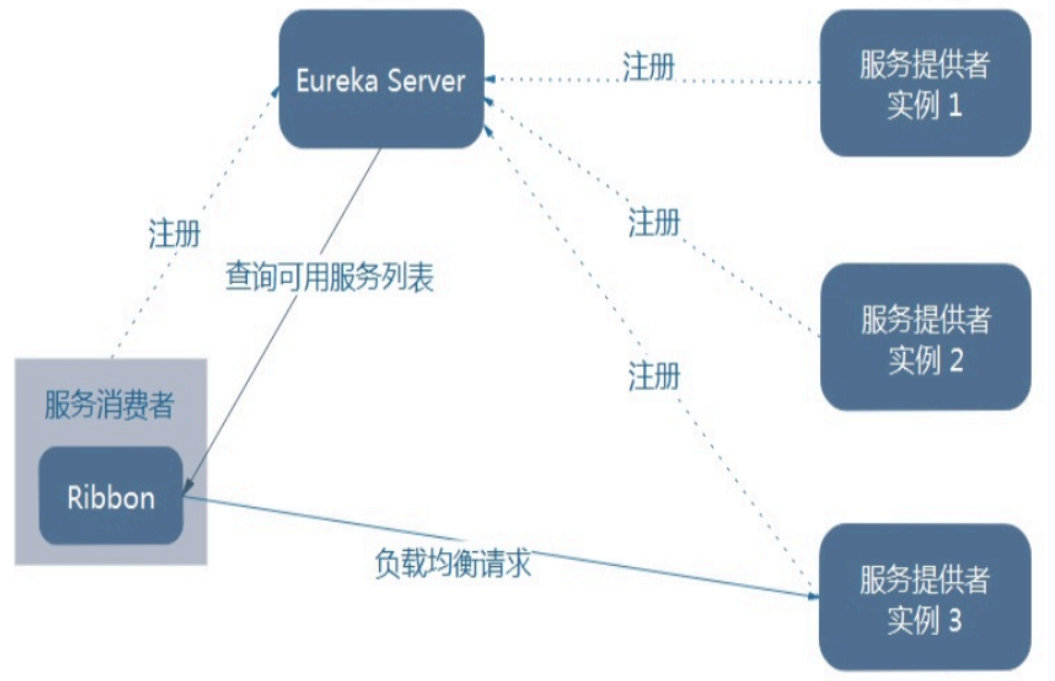 Eureka Server
注册
服务提供者
实例 1
注册
注册
查询可用服务列表
服务提供者
实例 2
注册
服务消费者
Ribbon
负载均衡请求
服务提供者
实例 3